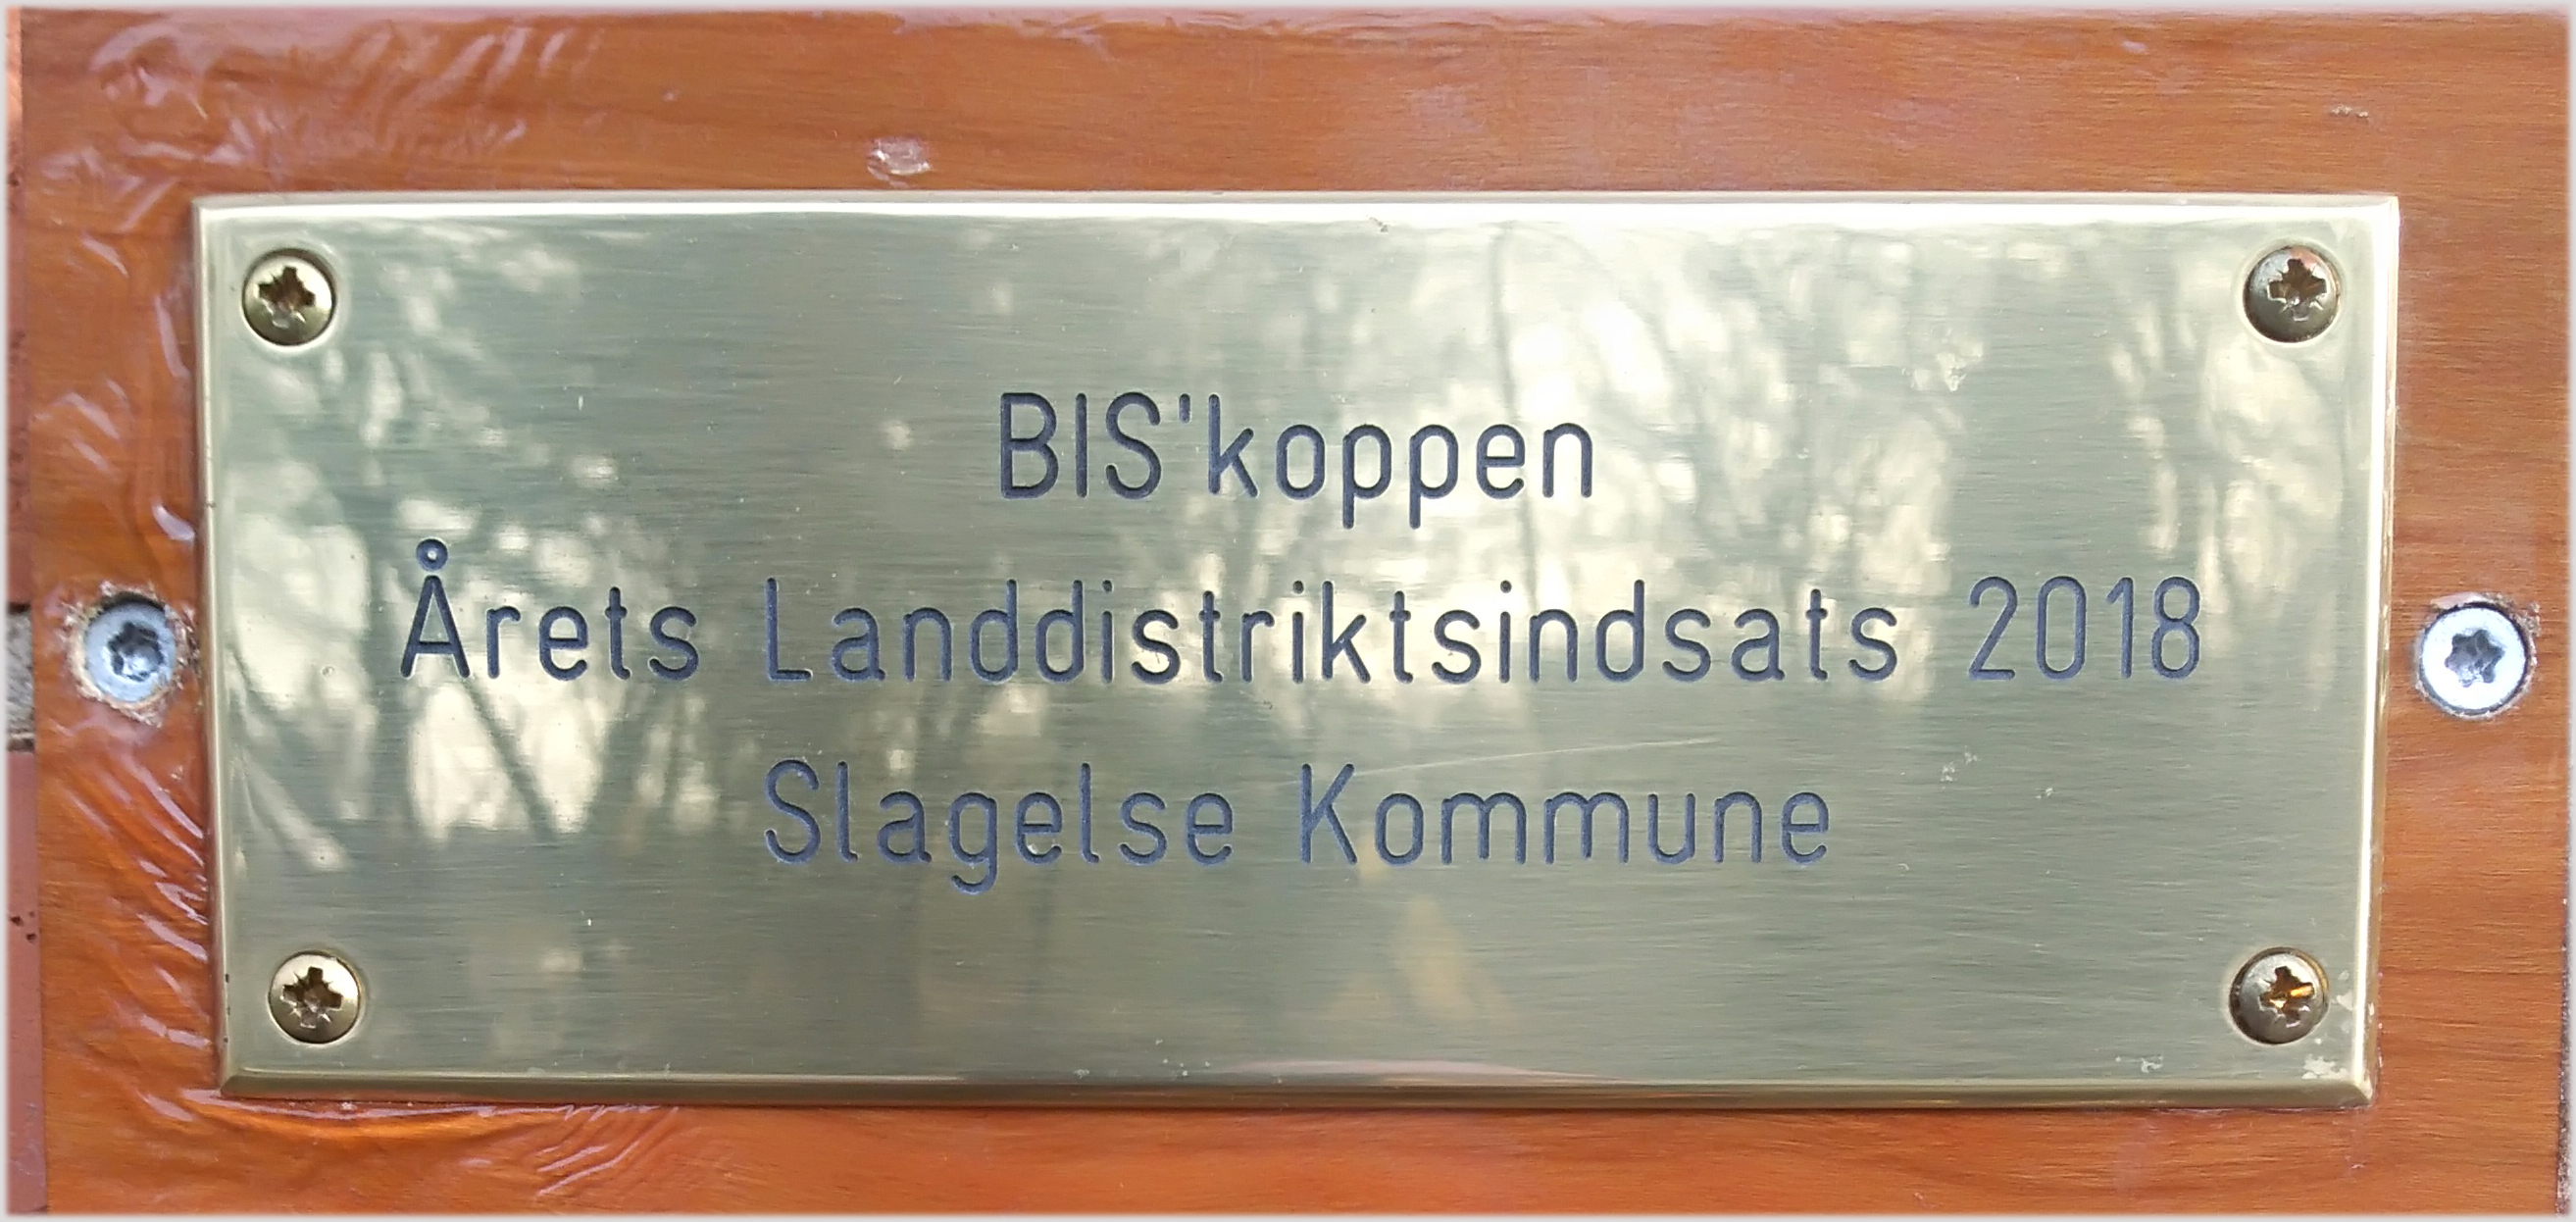 BIS'koppen
Årets Landdistriktsindsats 2018
Slagelse Kommune